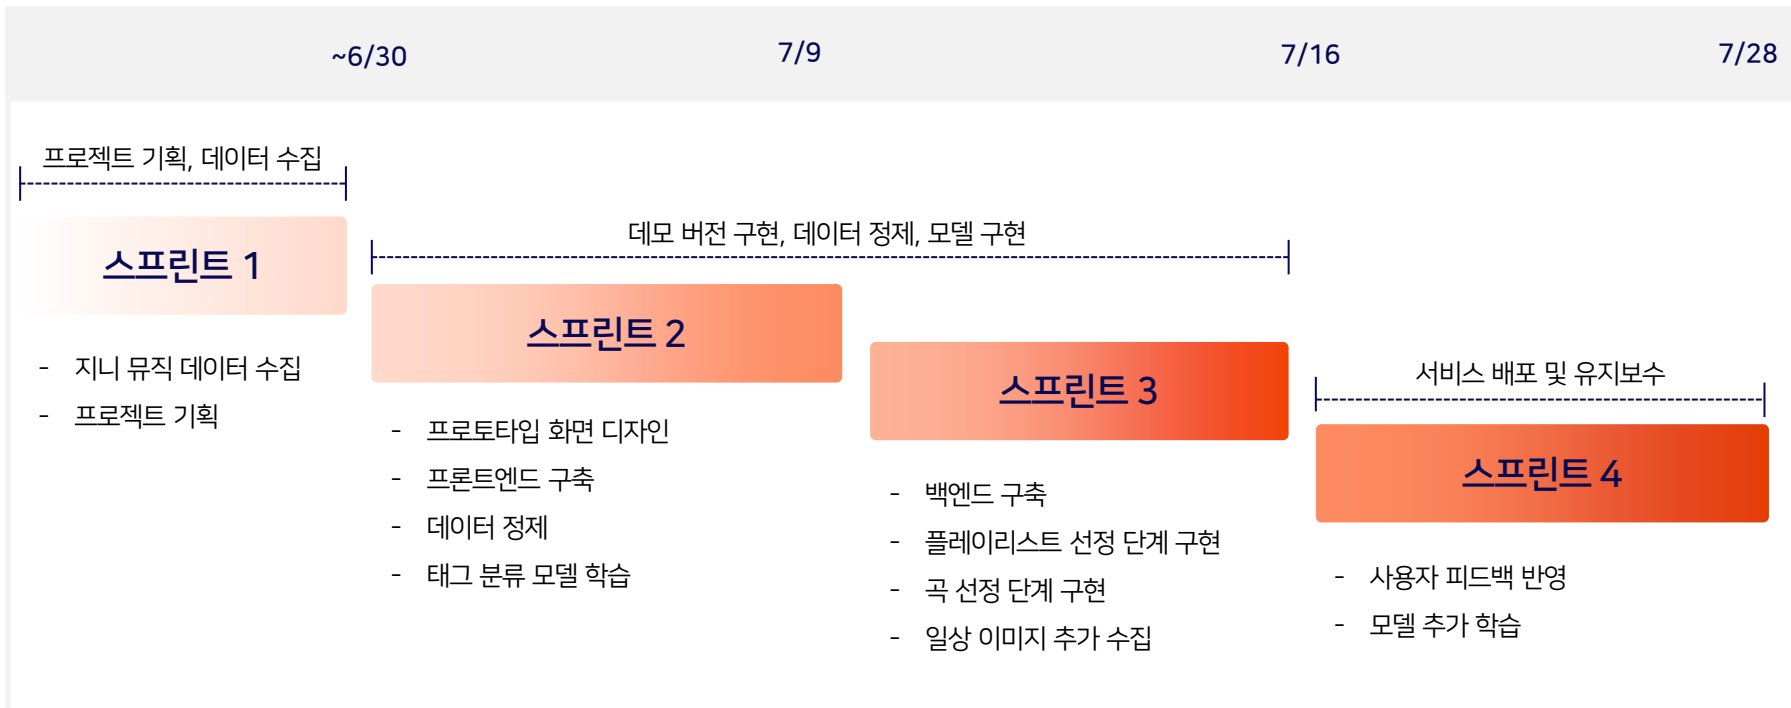 ~6/30
7/9
7/16
7/28
프로젝트 기획, 데이터 수집
스프린트 1
- 지니 뮤직 데이터 수집
- 프로젝트 기획
데모 버전 구현, 데이터 정제, 모델 구현
스프린트 2
- 프로토타입 화면 디자인
- 프론트엔드 구축
- 데이터 정제
- 태그 분류 모델 학습
스프린트 3
- 백엔드 구축
- 플레이리스트 선정 단계 구현
- 곡 선정 단계 구현
- 일상 이미지 추가 수집
서비스 배포 및 유지보수
스프린트 4
- 사용자 피드백 반영
- 모델 추가 학습